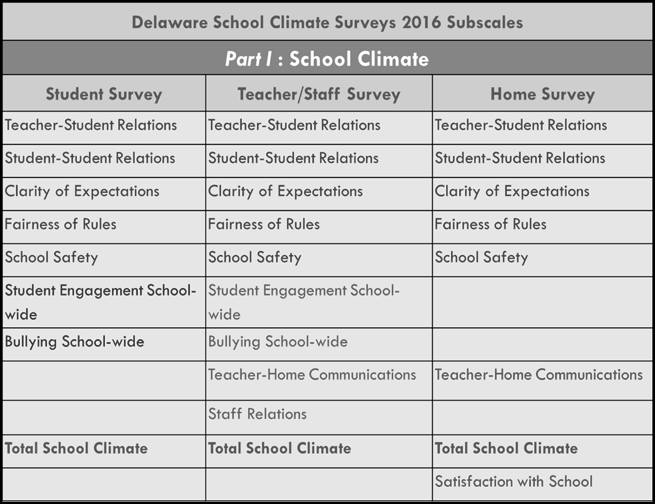 Delaware School Climate Surveys 2016 Subscales
Part I : School Climate
Student Survey Teacher/Staff Survey Home Survey
Teacher-Student Relations Teacher-Student Relations Teacher-Student Relations
Student-Student Relations Student-Student Relations Student-Student Relations
Clarity of Expectations Clarity of Expectations Clarity of Expectations
Fairness of Rules Fairness of Rules Fairness of Rules
School Safety School Safety School Safety
Student Engagement School- Student Engagement School-
wide wide
Bullying School-wide Bullying School-wide
Teacher-Home Communications Teacher-Home Communications
Staff Relations
Total School Climate Total School Climate Total School Climate
Satisfaction with School